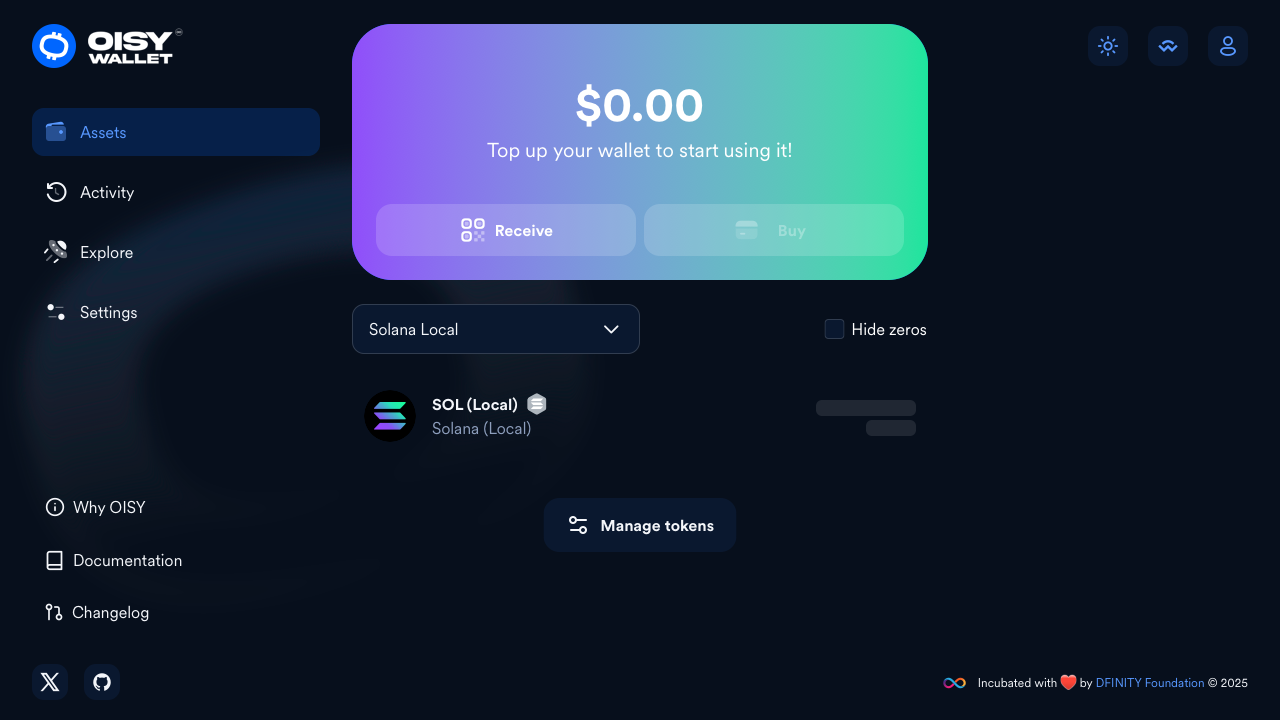 OISY
WALLET
Assets
Activity
Explore
Settings
Why OISY
Documentation
Changelog
$0.00
Top up your wallet to start using it!
Receive
Buy
Solana Local
Hide zeros
SOL (Local)
Solana (Local)
Manage tokens
Incubated with ❤️ by DFINITY Foundation © 2025